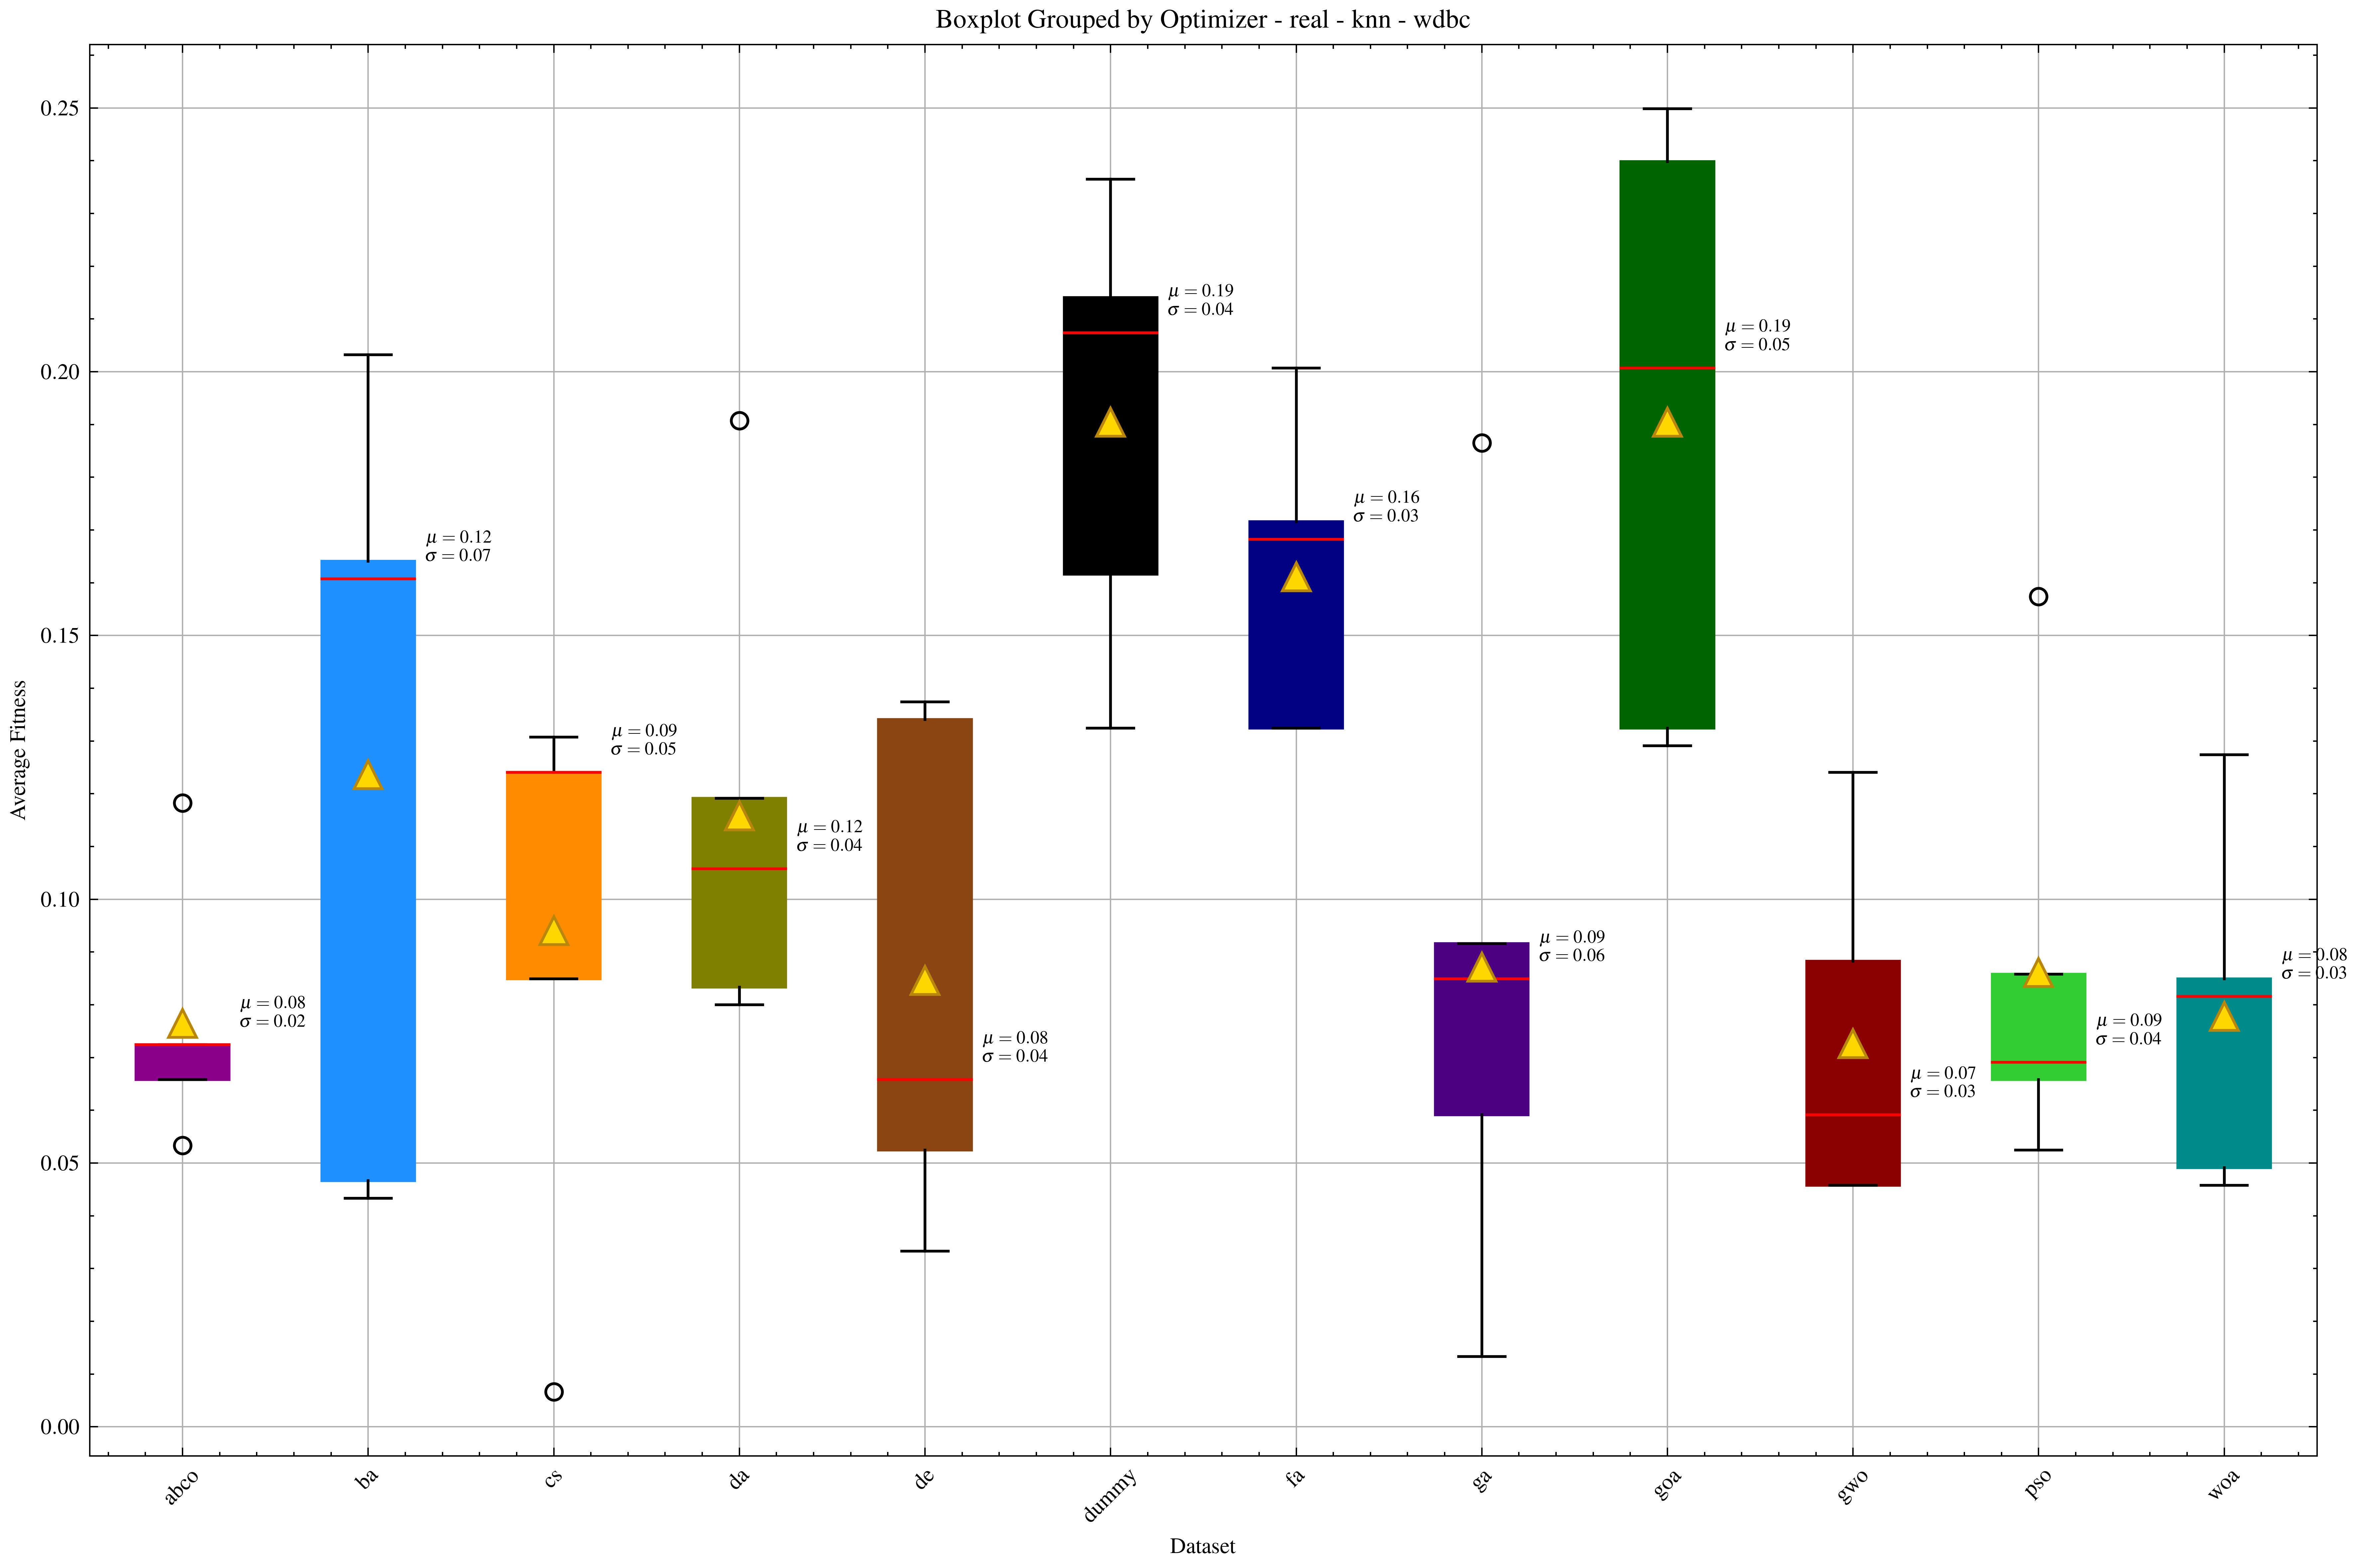 Boxplot Grouped by Optimizer - real - knn - wdbc
Average Fitness
0.25
0.20
0.15
0.10
0.05
0.00
μ = 0.08
σ = 0.02
μ = 0.12
σ = 0.07
μ = 0.09
σ = 0.05
μ = 0.12
σ = 0.04
μ = 0.08
σ = 0.04
μ = 0.19
σ = 0.04
μ = 0.16
σ = 0.03
μ = 0.09
σ = 0.06
μ = 0.19
σ = 0.05
μ = 0.07
σ = 0.03
μ = 0.09
σ = 0.04
μ = 0.08
σ = 0.03
abco
ba
cs
da
de
dummy
fa
ga
goa
gwo
pso
woa
Dataset